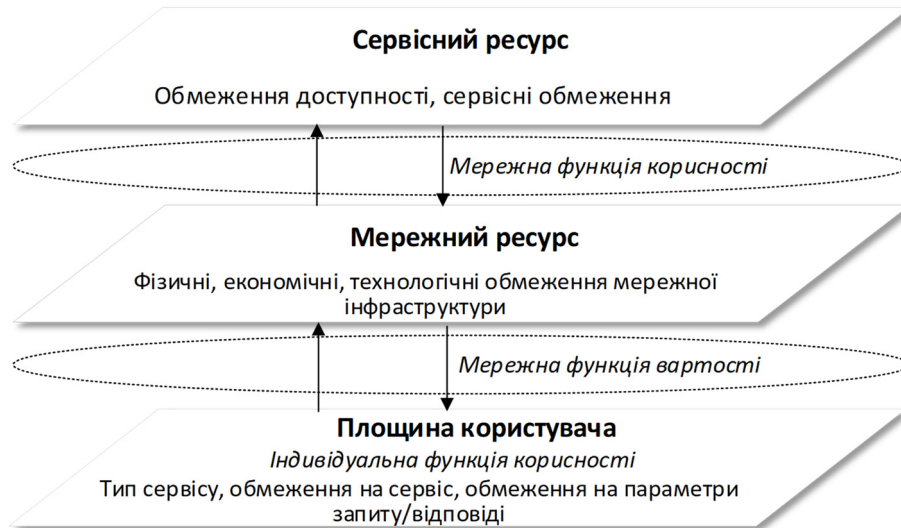 Сервісний ресурс
Обмеження доступності, сервісні обмеження
Мережна функція корисності
Мережний ресурс
Фізичні, економічні, технологічні обмеження мережної
інфраструктури
Мережна функція вартості
Площина користувача
Індивідуальна функція корисності
Тип сервісу, обмеження на сервіс, обмеження на параметри
запиту/відповіді